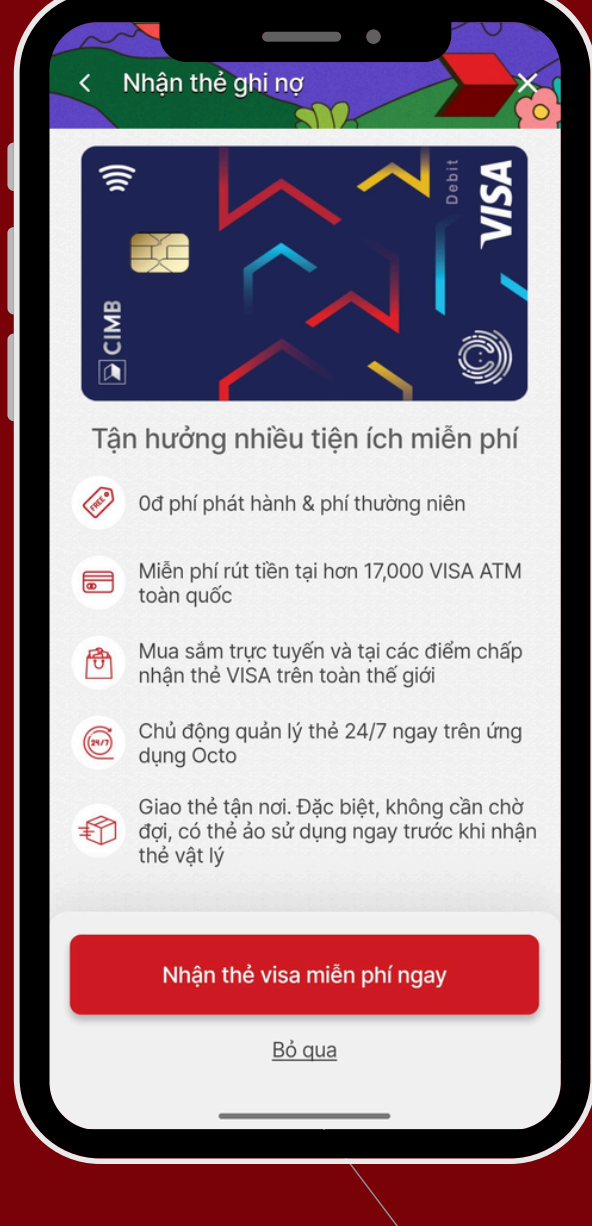 Nhận thẻ ghi nợ
Debit
VISA
CIMB
Tận hưởng nhiều tiện ích miễn phí
FREE
0đ phí phát hành & phí thường niên
Miễn phí rút tiền tại hơn 17,000 VISA ATM
toàn quốc
Mua sắm trực tuyến và tại các điểm chấp
nhận thẻ VISA trên toàn thế giới
24/7
Chủ động quản lý thẻ 24/7 ngay trên ứng
dụng Octo
Giao thẻ tận nơi. Đặc biệt, không cần chờ
đợi, có thẻ ảo sử dụng ngay trước khi nhận
thẻ vật lý
Nhận thẻ visa miễn phí ngay
Bỏ qua